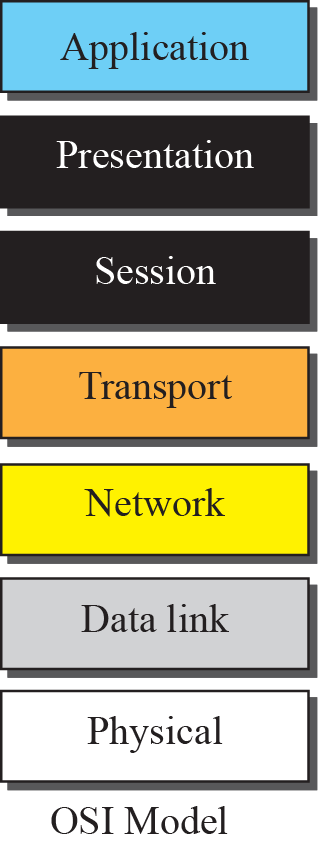 Application
Presentation
Session
Transport
Network
Data link
Physical
OSI Model